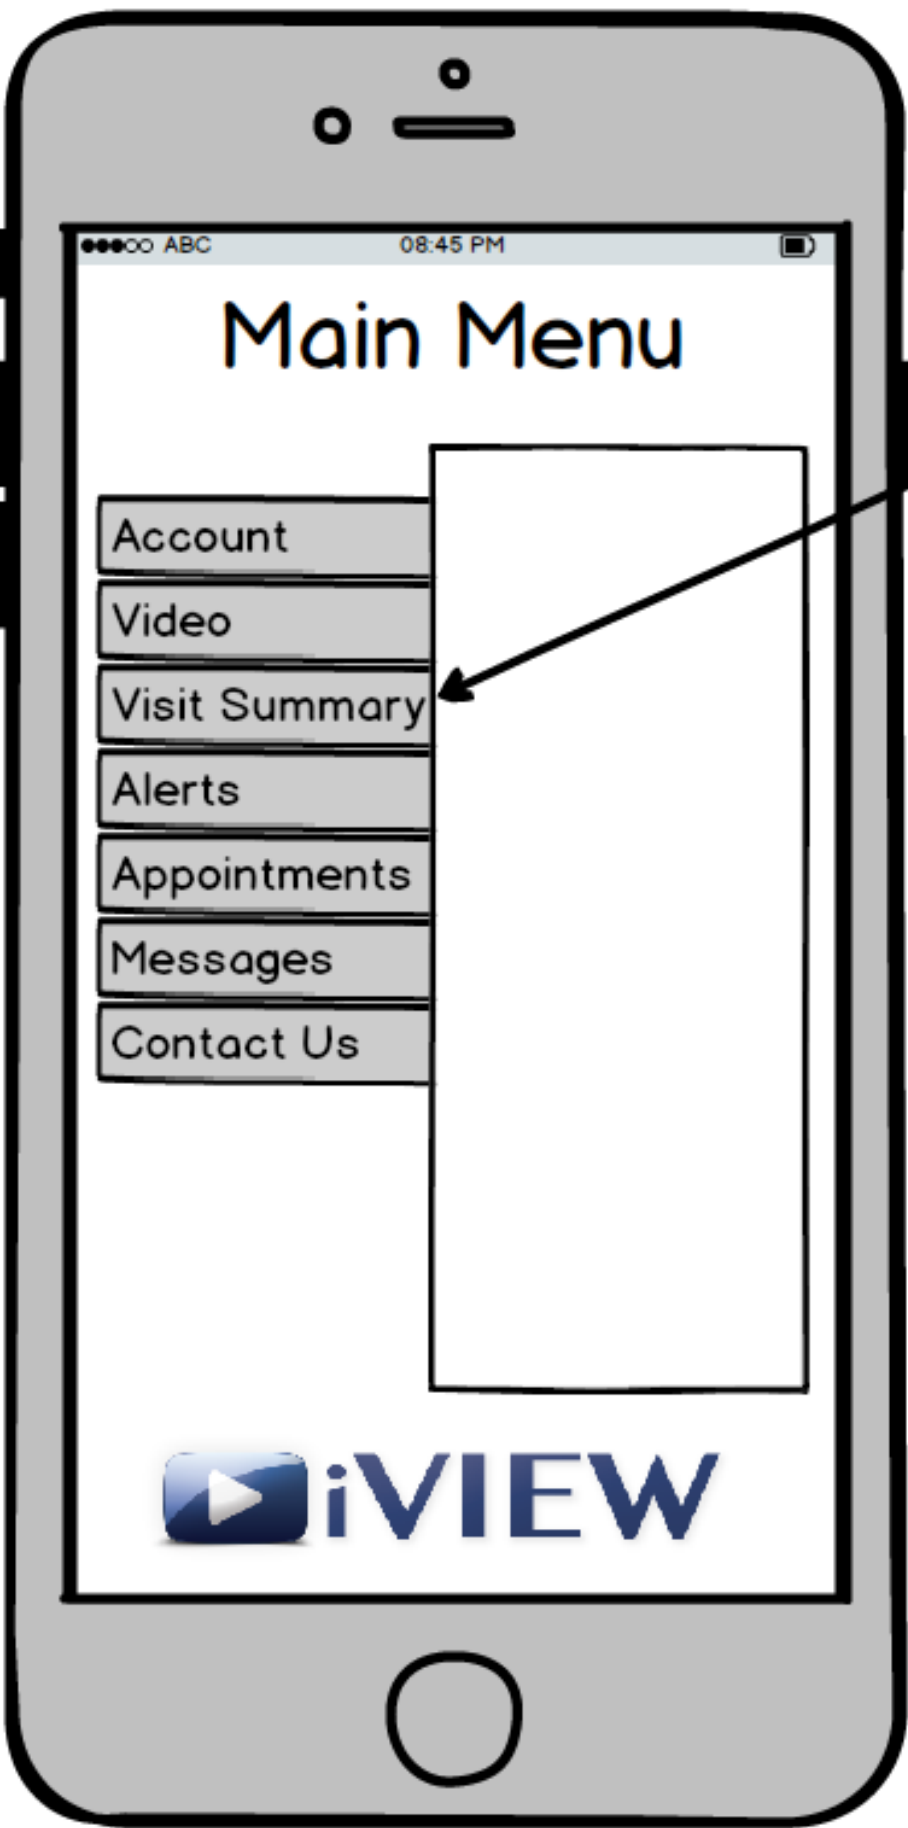 ABC 08:45 PM
Main Menu
Account
Video
Visit Summary
Alerts
Appointments
Messages
Contact Us
iVIEW